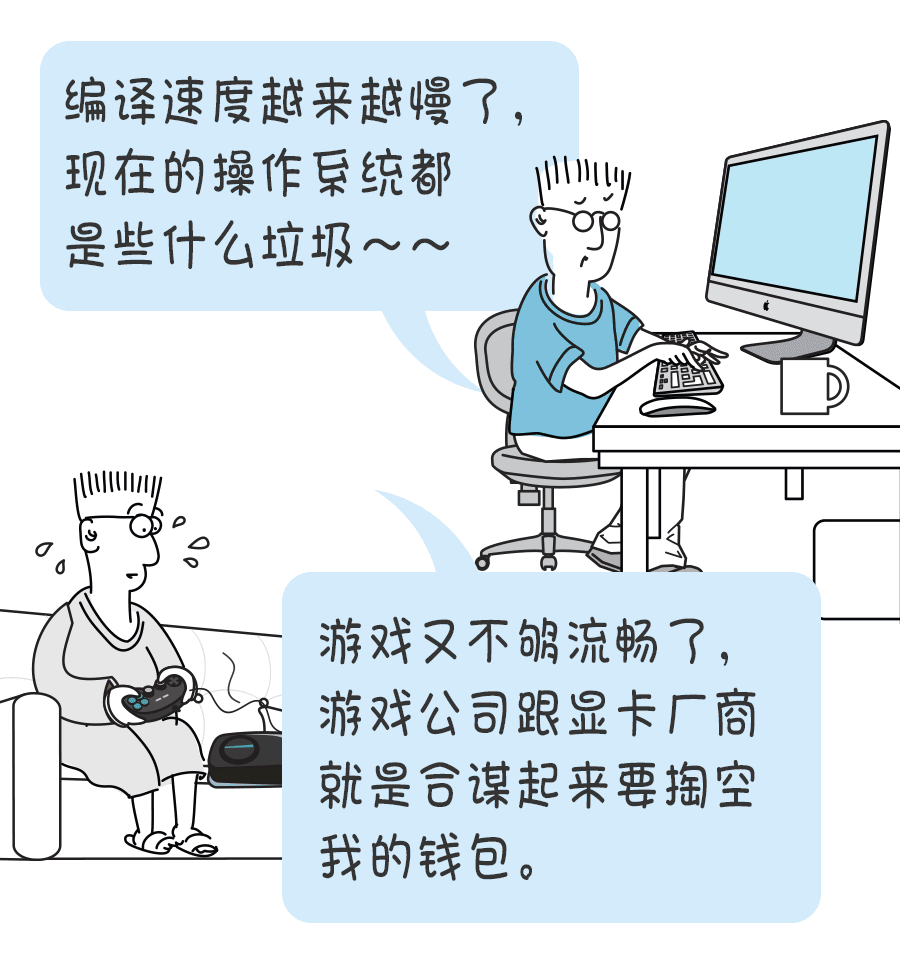 编译速度越来越慢了，
现在的操作系统都
是些什么垃圾～～
游戏又不够流畅了，
游戏公司跟显卡厂商
就是合谋起来要掏空
我的钱包。